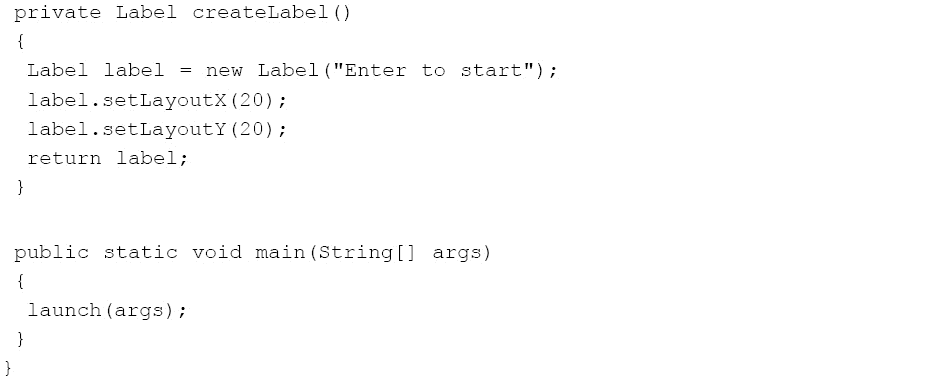 private Label createLabel()
{
Label label = new Label("Enter to start");
label.setLayoutX(20);
label.setLayoutY(20);
return label;
}
public static void main(String[] args)
{
launch(args);
}
}